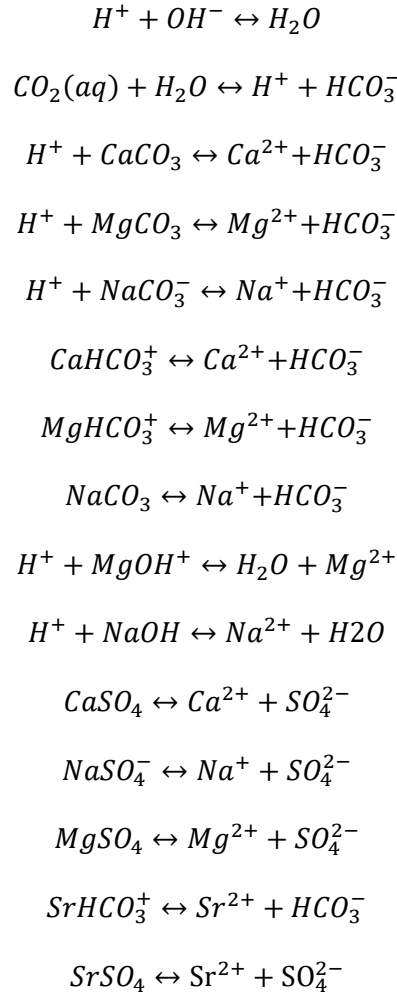 H⁺ + OH⁻ ↔ H₂O
CO₂(aq) + H₂O ↔ H⁺ + HCO₃⁻
H⁺ + CaCO₃ ↔ Ca²⁺+HCO₃⁻
H⁺ + MgCO₃ ↔ Mg²⁺+HCO₃⁻
H⁺ + NaCO₃⁻ ↔ Na⁺+HCO₃⁻
CaHCO₃⁺ ↔ Ca²⁺+HCO₃⁻
MgHCO₃⁺ ↔ Mg²⁺+HCO₃⁻
NaCO₃ ↔ Na⁺+HCO₃⁻
H⁺ + MgOH⁺ ↔ H₂O + Mg²⁺
H⁺ + NaOH ↔ Na²⁺ + H2O
CaSO₄ ↔ Ca²⁺ + SO₄²⁻
NaSO₄⁻ ↔ Na⁺ + SO₄²⁻
MgSO₄ ↔ Mg²⁺ + SO₄²⁻
SrHCO₃⁺ ↔ Sr²⁺ + HCO₃⁻
SrSO₄ ↔ Sr²⁺ + SO₄²⁻